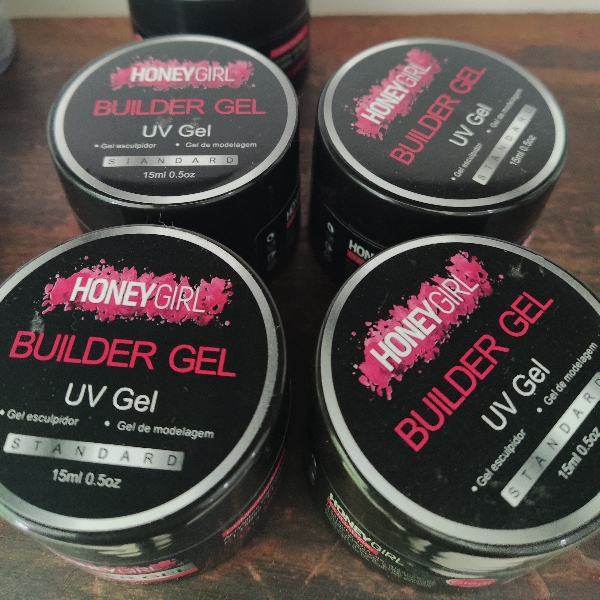 HONEYGIRL
BUILDER GEL
UV Gel
• Gel esculpidor • Gel de modelagem
STANDARD
15ml 0.5oz
HONEYGIRL
BUILDER GEL
UV Gel
• Gel esculpidor • Gel de modelagem
STANDARD
15ml 0.5oz
HONEYGIRL
BUILDER GEL
UV Gel
• Gel esculpidor • Gel de modelagem
STANDARD
15ml 0.5oz
HONEYGIRL
BUILDER GEL
UV Gel
• Gel esculpidor • Gel de modelagem
STANDARD
15ml 0.5oz
HONEYGIRL